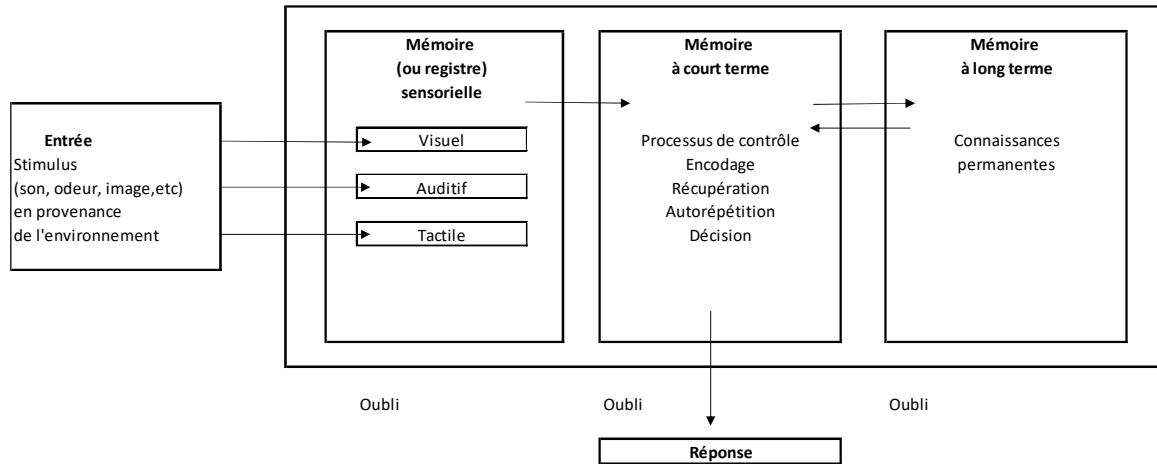 Entrée
Stimulus
(son, odeur, image,etc)
en provenance
de l'environnement
Mémoire
(ou registre)
sensorielle
Visuel
Auditif
Tactile
Mémoire
à court terme
Processus de contrôle
Encodage
Récupération
Autorépétition
Décision
Mémoire
à long terme
Connaissances
permanentes
Oubli
Oubli
Oubli
Réponse